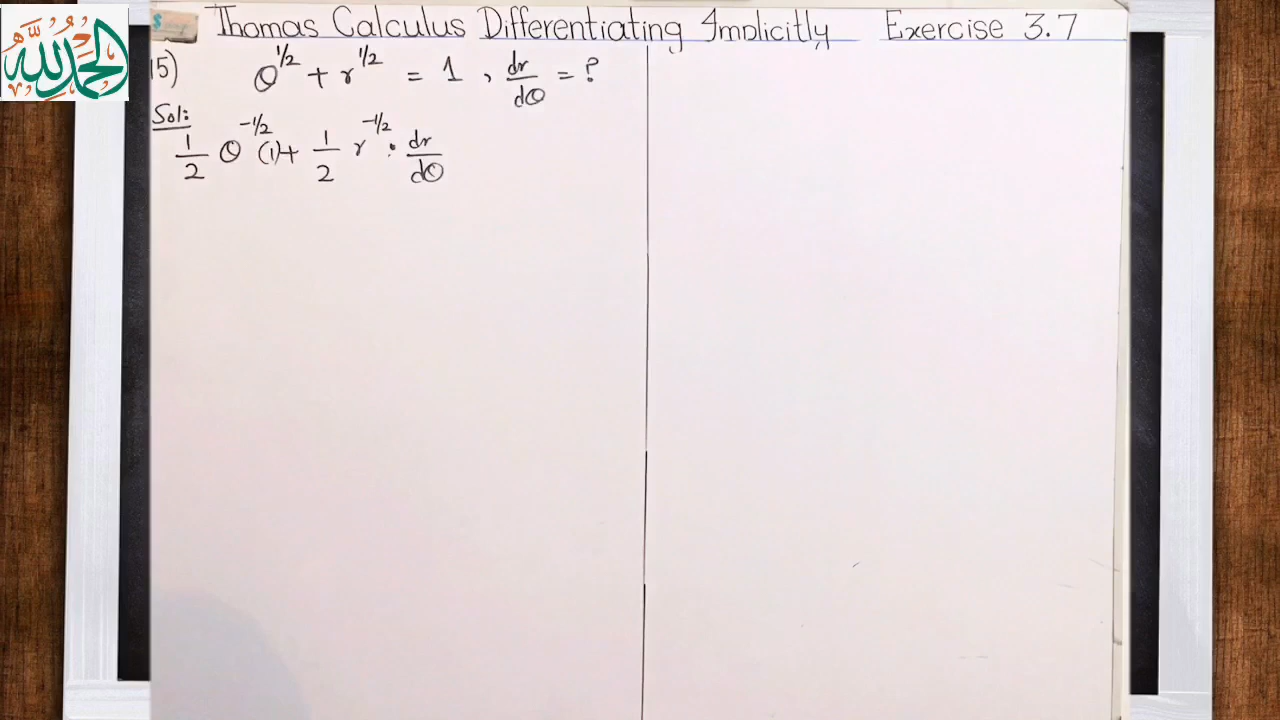 الحمد لله
Thomas Calculus Differentiating Implicitly Exercise 3.7
15) θ^1/2 + r^1/2 = 1 , dr/dθ = ?
Sol:
1/2 θ^-1/2 (1) + 1/2 r^-1/2 · dr/dθ